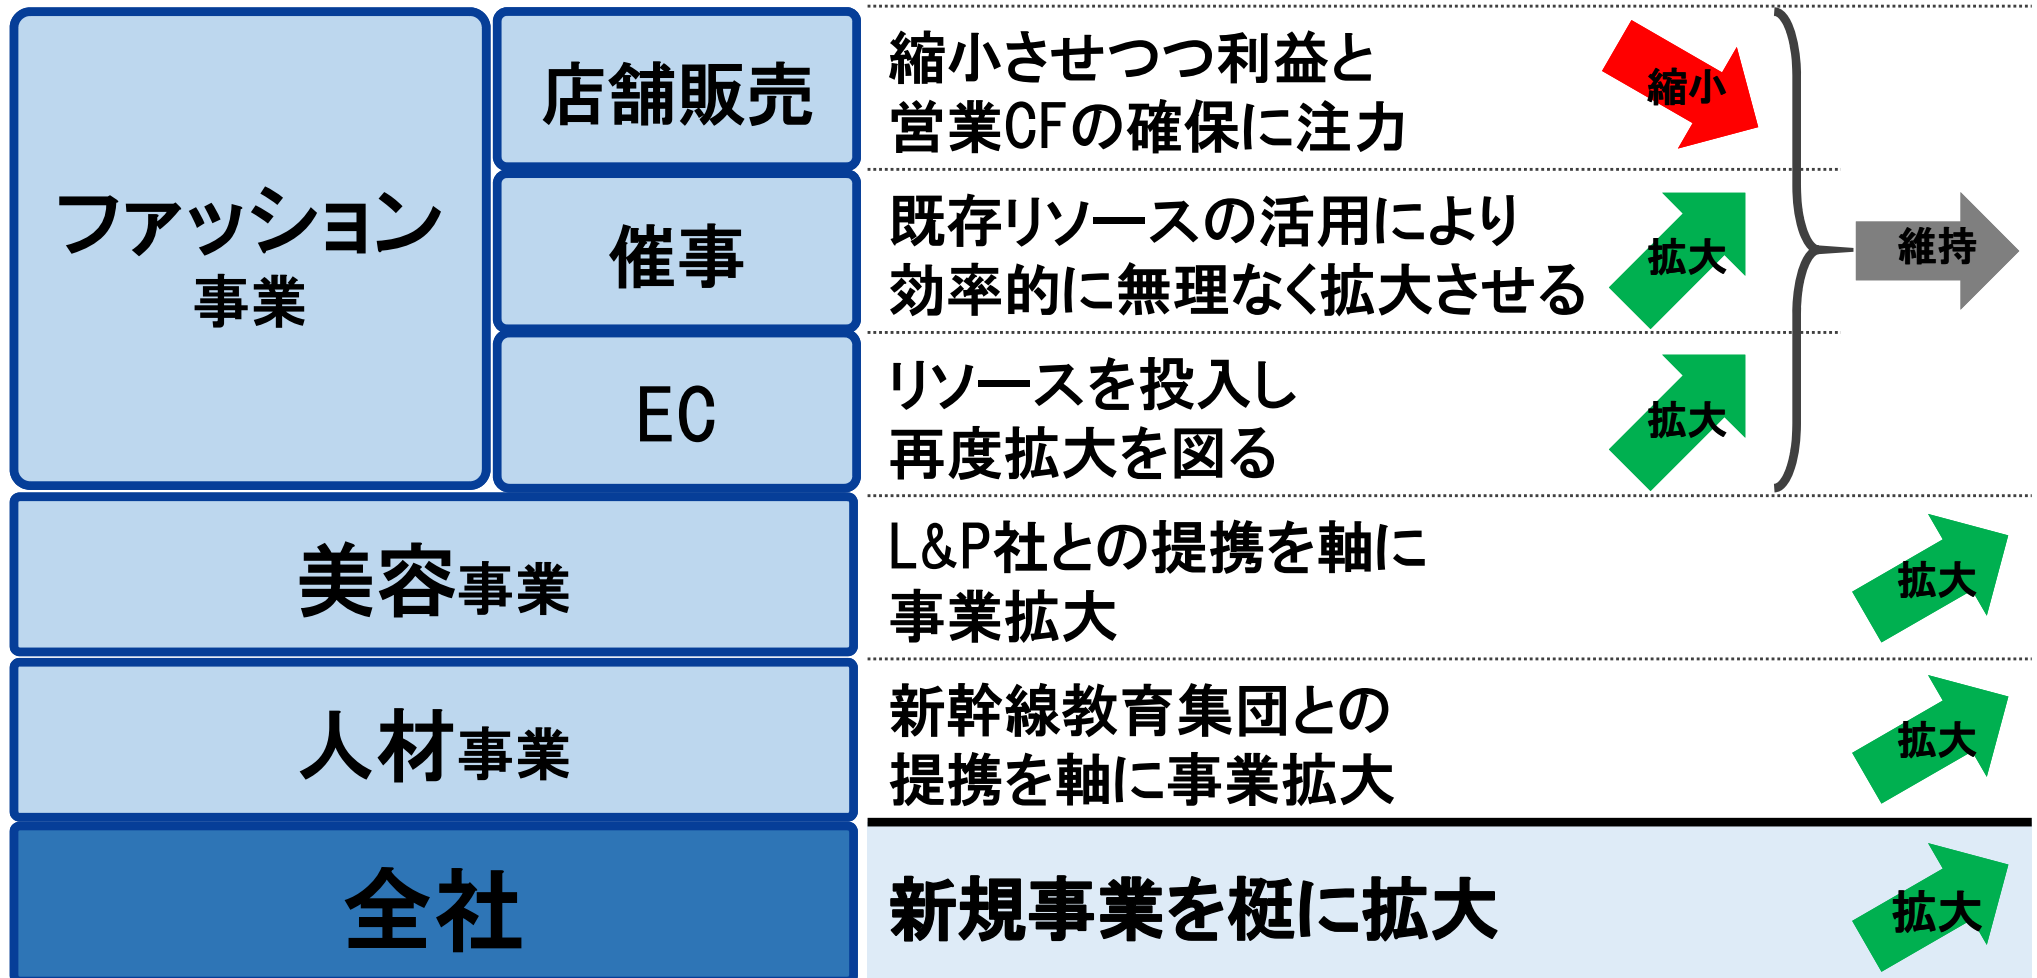 ファッション
事業
店舗販売
縮小させつつ利益と
営業CFの確保に注力
縮小
催事
既存リソースの活用により
効率的に無理なく拡大させる
拡大
維持
EC
リソースを投入し
再度拡大を図る
拡大
美容事業
L&P社との提携を軸に
事業拡大
拡大
人材事業
新幹線教育集団との
提携を軸に事業拡大
拡大
全社
新規事業を梃に拡大
拡大